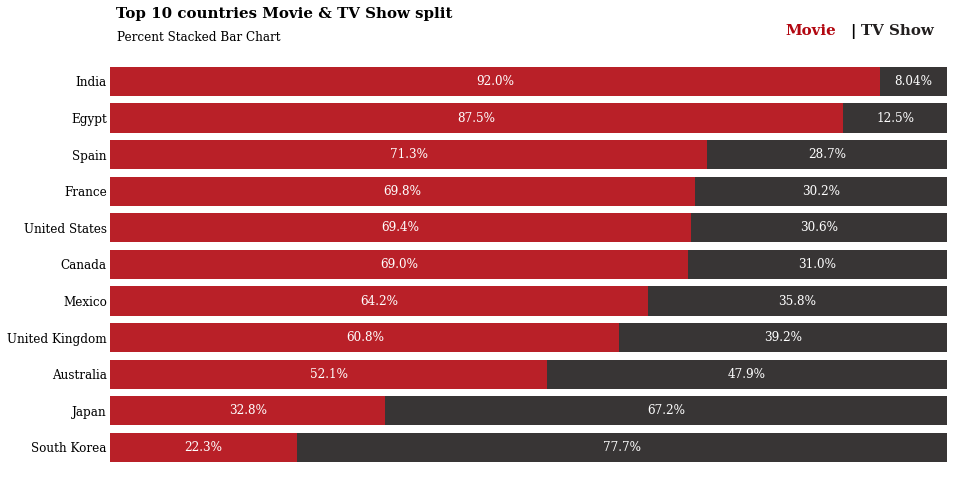 Top 10 countries Movie & TV Show split
Percent Stacked Bar Chart
Movie | TV Show
India 92.0% 8.04%
Egypt 87.5% 12.5%
Spain 71.3% 28.7%
France 69.8% 30.2%
United States 69.4% 30.6%
Canada 69.0% 31.0%
Mexico 64.2% 35.8%
United Kingdom 60.8% 39.2%
Australia 52.1% 47.9%
Japan 32.8% 67.2%
South Korea 22.3% 77.7%